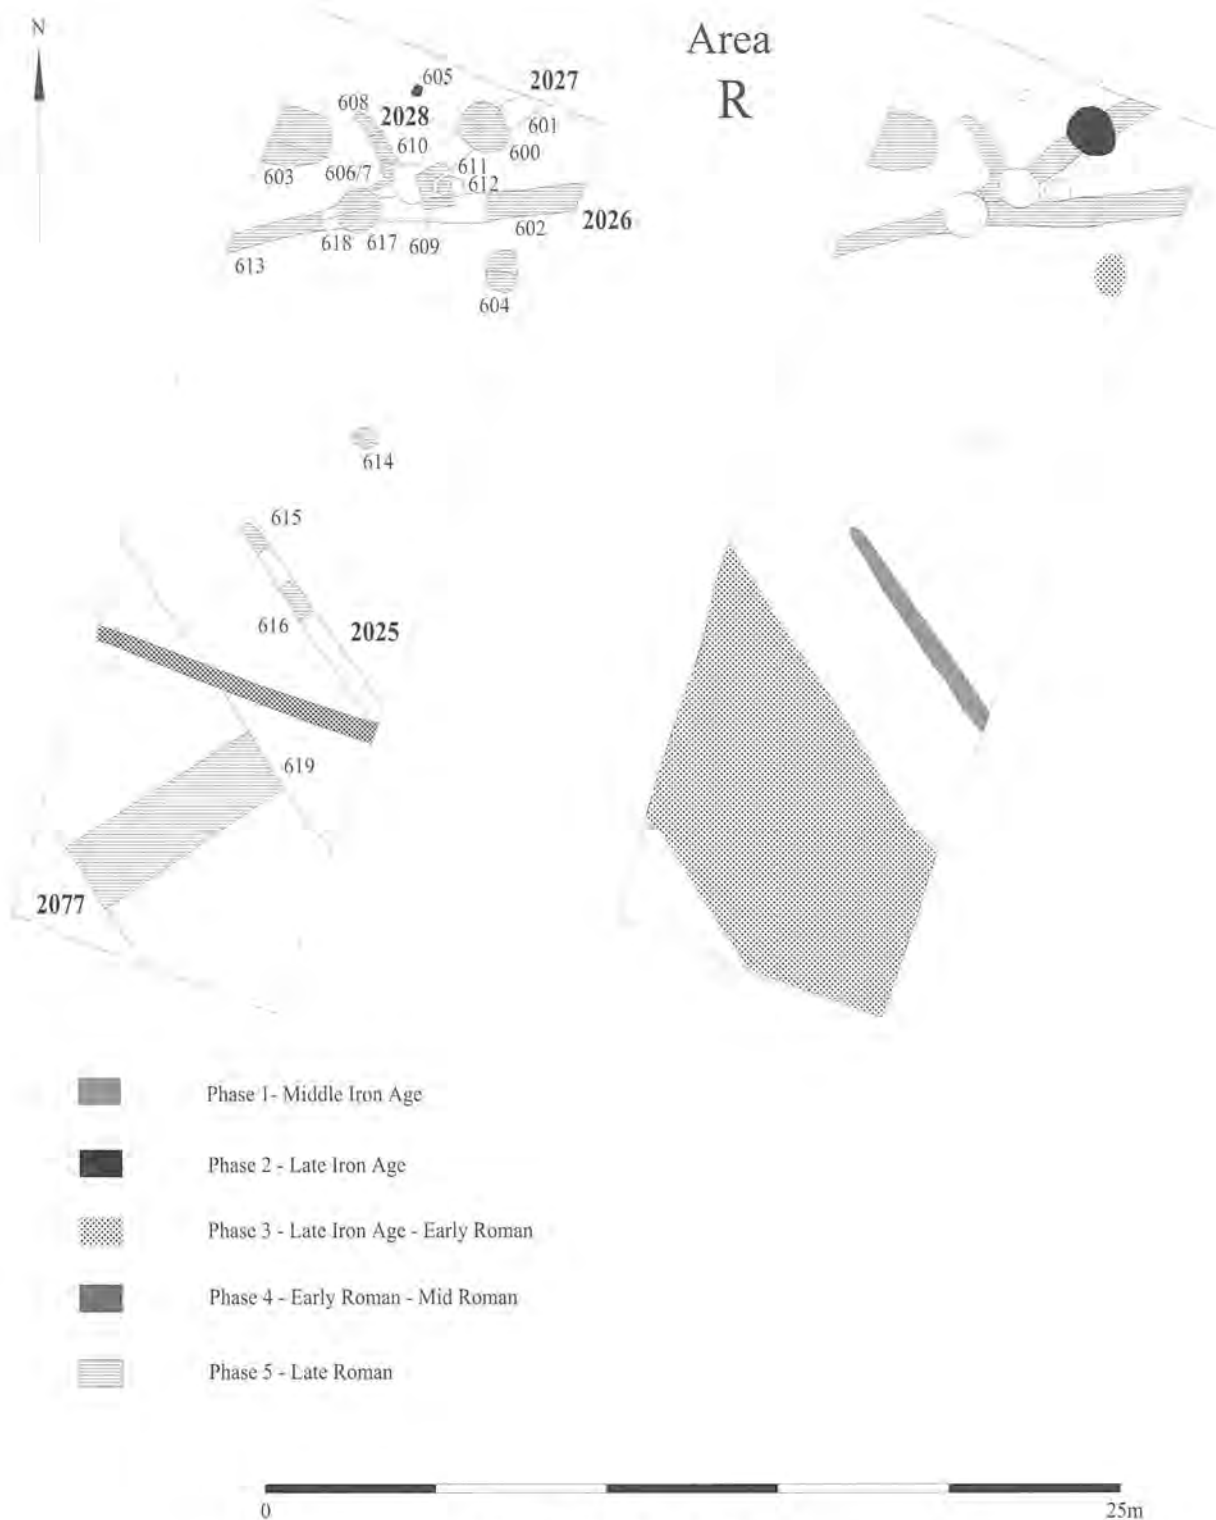 N
Area
R
605
2027
608
2028
601
610
600
611
606/7
603
612
2026
602
618
617
609
613
604
614
615
616
2025
619
2077
Phase 1- Middle Iron Age
Phase 2 - Late Iron Age
Phase 3 - Late Iron Age - Early Roman
Phase 4 - Early Roman - Mid Roman
Phase 5 - Late Roman
0
25m